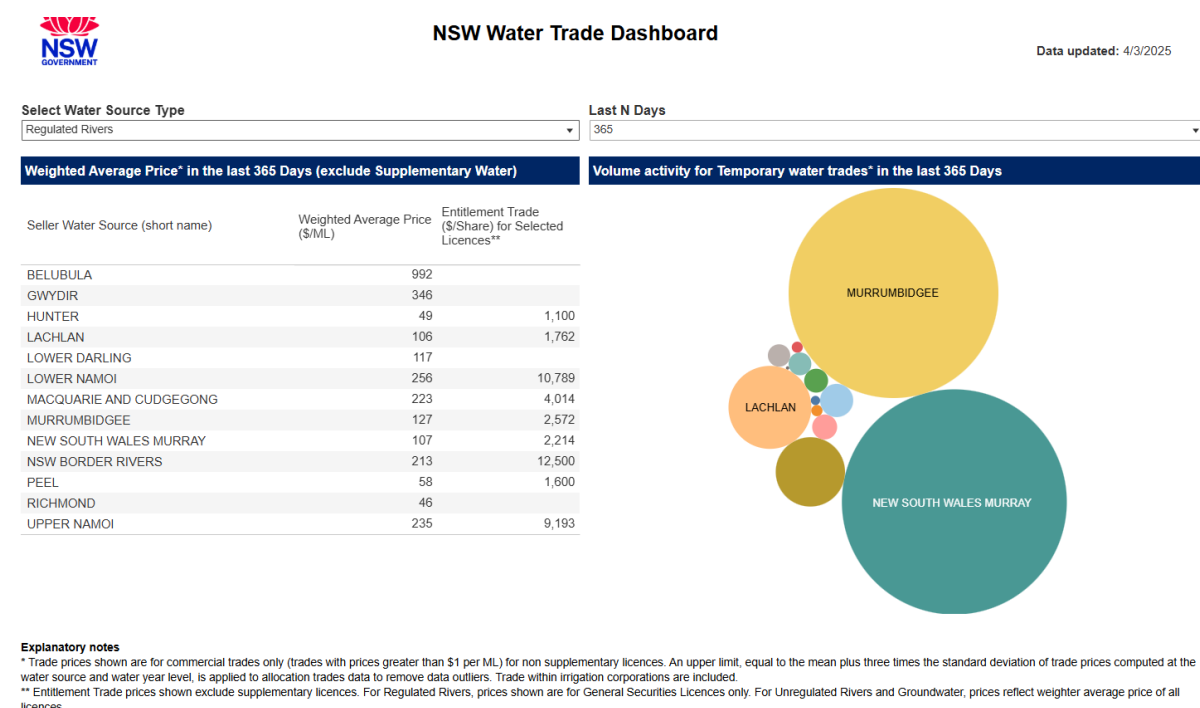 NSW
GOVERNMENT
NSW Water Trade Dashboard
Data updated: 4/3/2025
Select Water Source Type
Regulated Rivers
Last N Days
365
Weighted Average Price* in the last 365 Days (exclude Supplementary Water)
Seller Water Source (short name) Weighted Average Price ($/ML) Entitlement Trade ($/Share) for Selected Licences**
BELUBULA 992
GWYDIR 346
HUNTER 49 1,100
LACHLAN 106 1,762
LOWER DARLING 117
LOWER NAMOI 256 10,789
MACQUARIE AND CUDGEGONG 223 4,014
MURRUMBIDGEE 127 2,572
NEW SOUTH WALES MURRAY 107 2,214
NSW BORDER RIVERS 213 12,500
PEEL 58 1,600
RICHMOND 46
UPPER NAMOI 235 9,193
Volume activity for Temporary water trades* in the last 365 Days
MURRUMBIDGEE
LACHLAN
NEW SOUTH WALES MURRAY
Explanatory notes
* Trade prices shown are for commercial trades only (trades with prices greater than $1 per ML) for non supplementary licences. An upper limit, equal to the mean plus three times the standard deviation of trade prices computed at the
water source and water year level, is applied to allocation trades data to remove data outliers. Trade within irrigation corporations are included.
** Entitlement Trade prices shown exclude supplementary licences. For Regulated Rivers, prices shown are for General Securities Licences only. For Unregulated Rivers and Groundwater, prices reflect weighter average price of all
licences.